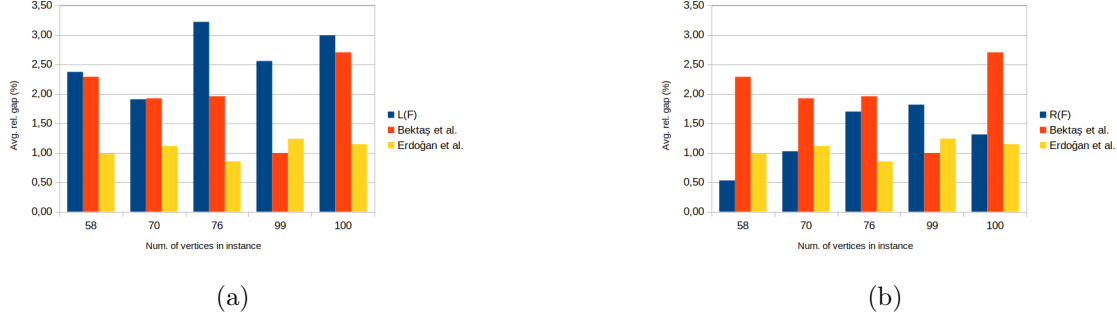 3,50
3,00
2,50
2,00
1,50
1,00
0,50
0,00
Avg. rel. gap (%)
58 70 76 99 100
Num. of vertices in instance
L(F)
Bektaş et al.
Erdoğan et al.
(a)
3,50
3,00
2,50
2,00
1,50
1,00
0,50
0,00
Avg. rel. gap (%)
58 70 76 99 100
Num. of vertices in instance
R(F)
Bektaş et al.
Erdoğan et al.
(b)